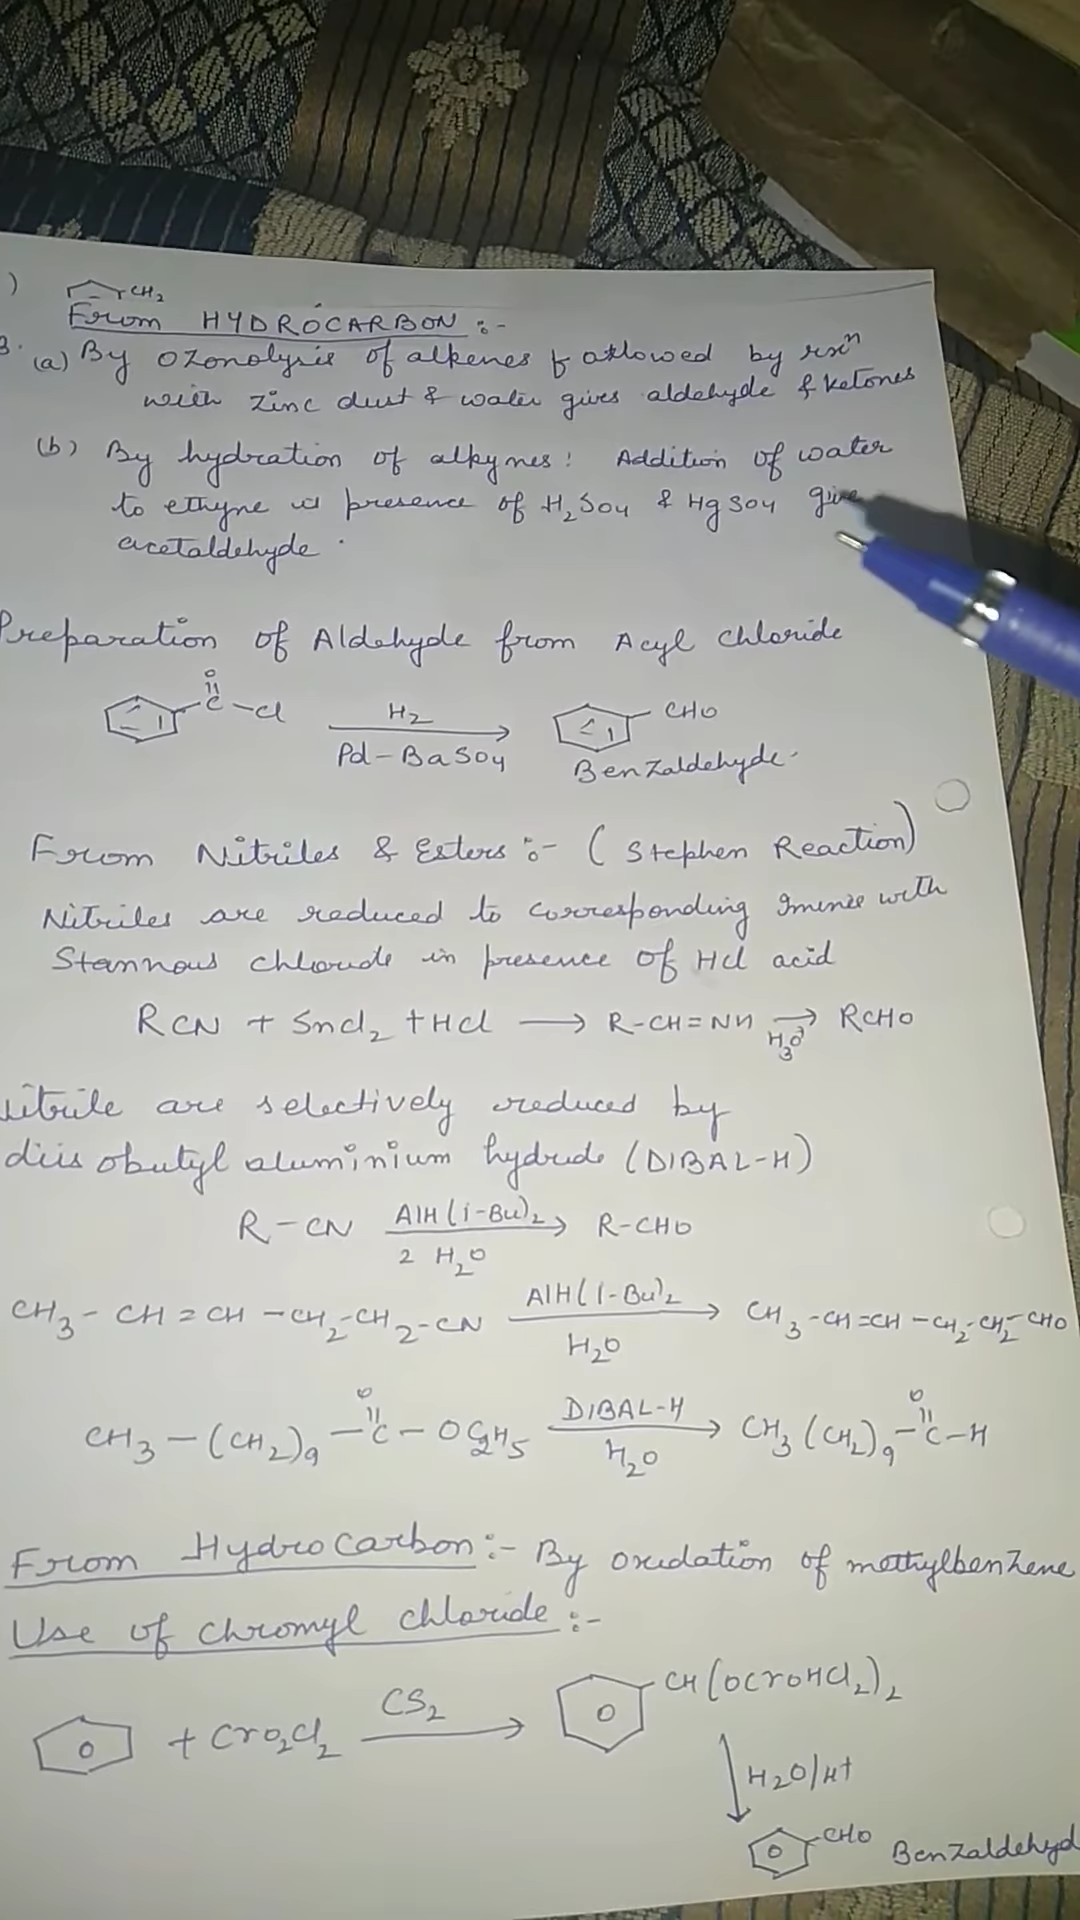 ) CH2
From HYDROCARBON :-
3. (a) By Ozonolysis of alkenes followed by rxn
with zinc dust & water gives aldehyde & ketones
(b) By hydration of alkynes: Addition of water
to ethyne is presence of H2SO4 & HgSO4 give
acetaldehyde.
Preparation of Aldehyde from Acyl chloride
O
C-Cl H2 CHO
Pd-BaSO4 Benzaldehyde.
From Nitriles & Esters :- (Stephen Reaction)
Nitriles are reduced to corresponding Imine with
Stannous chloride in presence of HCl acid
RCN + SnCl2 + HCl → R-CH=NH → RCHO
H3O
Nitrile are selectively reduced by
diisobutyl aluminium hydride (DIBAL-H)
R-CN AlH(i-Bu)2 → R-CHO
2 H2O
CH3-CH=CH-CH2-CH2-CN AlH(i-Bu)2 → CH3-CH=CH-CH2-CH2-CHO
H2O
O O
CH3-(CH2)9-C-OC2H5 DIBAL-H → CH3(CH2)9-C-H
H2O
From Hydrocarbon:- By oxidation of methylbenzene
Use of chromyl chloride :-
+ CrO2Cl2 CS2 → CH(OCrOHCl2)2
H2O/H+
CHO Benzaldehyd